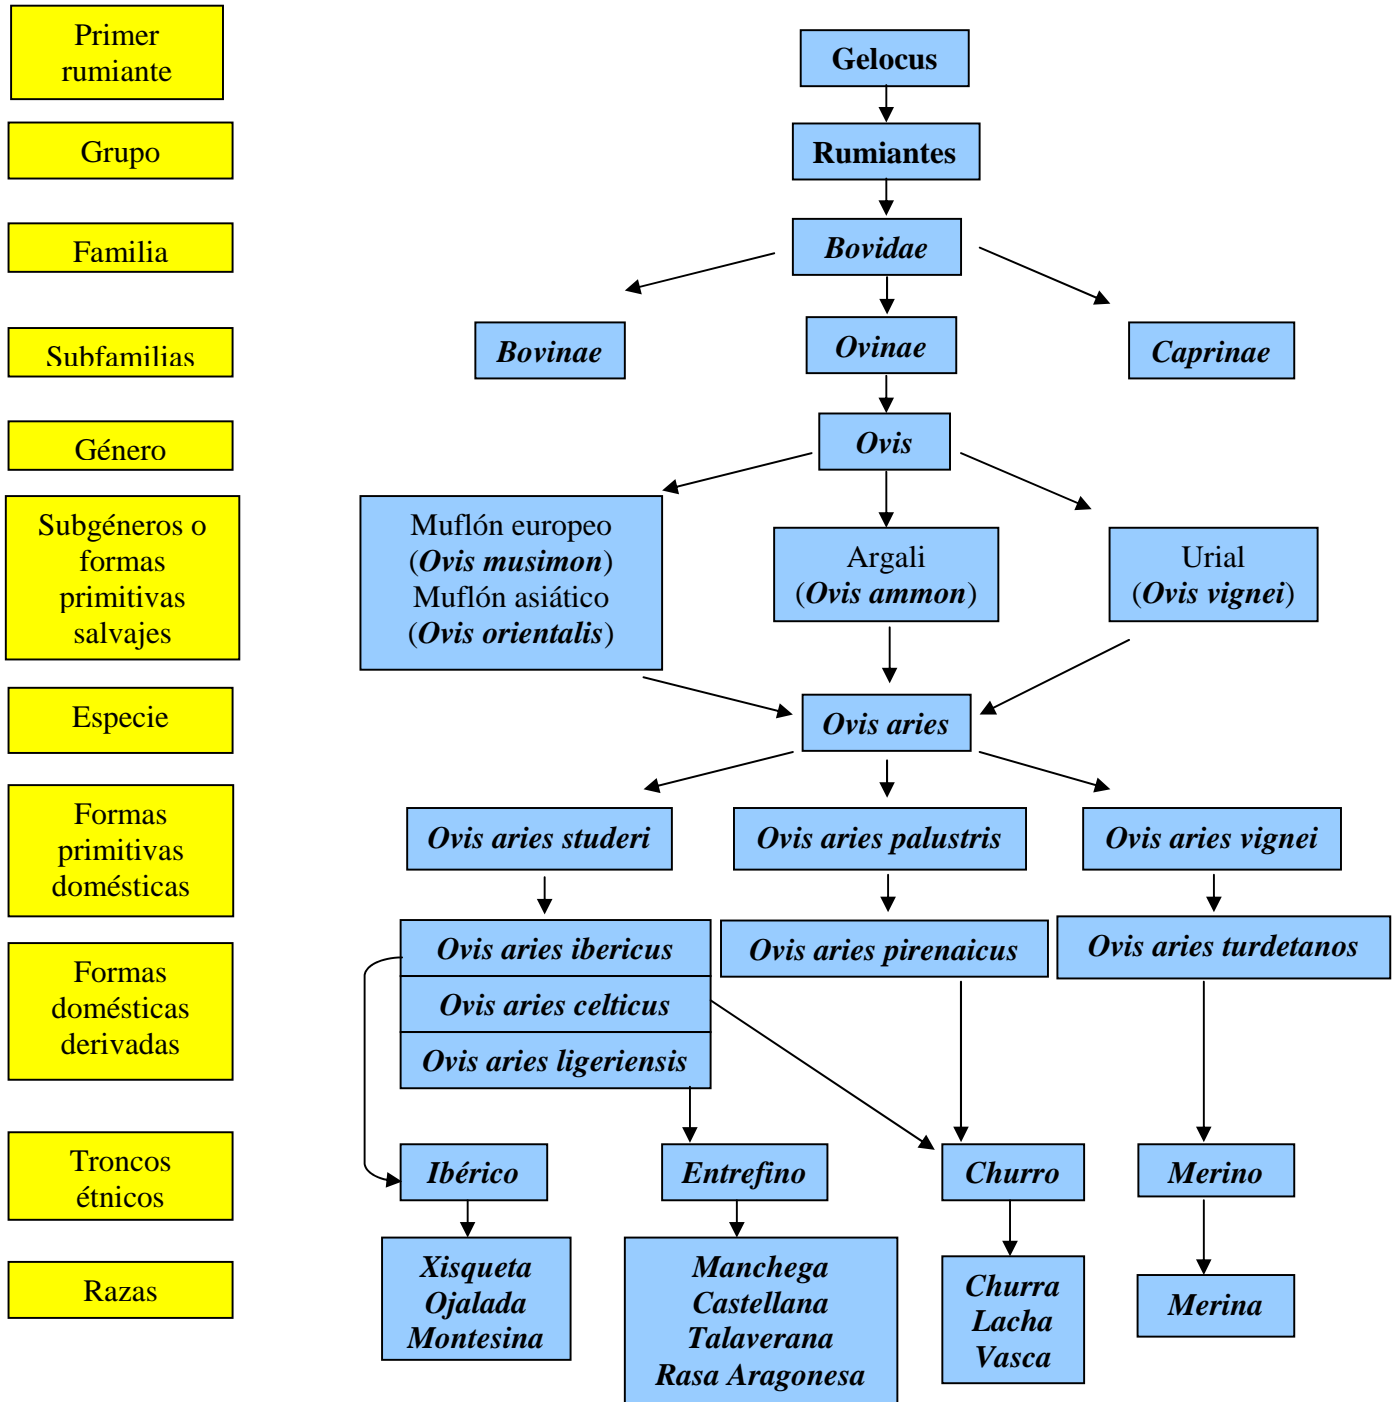 Primer
rumiante
Gelocus
Grupo
Rumiantes
Familia
Bovidae
Subfamilias
Bovinae
Ovinae
Caprinae
Género
Ovis
Subgéneros o
formas
primitivas
salvajes
Muflón europeo
(Ovis musimon)
Muflón asiático
(Ovis orientalis)
Argali
(Ovis ammon)
Urial
(Ovis vignei)
Especie
Ovis aries
Formas
primitivas
domésticas
Ovis aries studeri
Ovis aries palustris
Ovis aries vignei
Formas
domésticas
derivadas
Ovis aries ibericus
Ovis aries celticus
Ovis aries ligeriensis
Ovis aries pirenaicus
Ovis aries turdetanos
Troncos
étnicos
Ibérico
Entrefino
Churro
Merino
Razas
Xisqueta
Ojalada
Montesina
Manchega
Castellana
Talaverana
Rasa Aragonesa
Churra
Lacha
Vasca
Merina